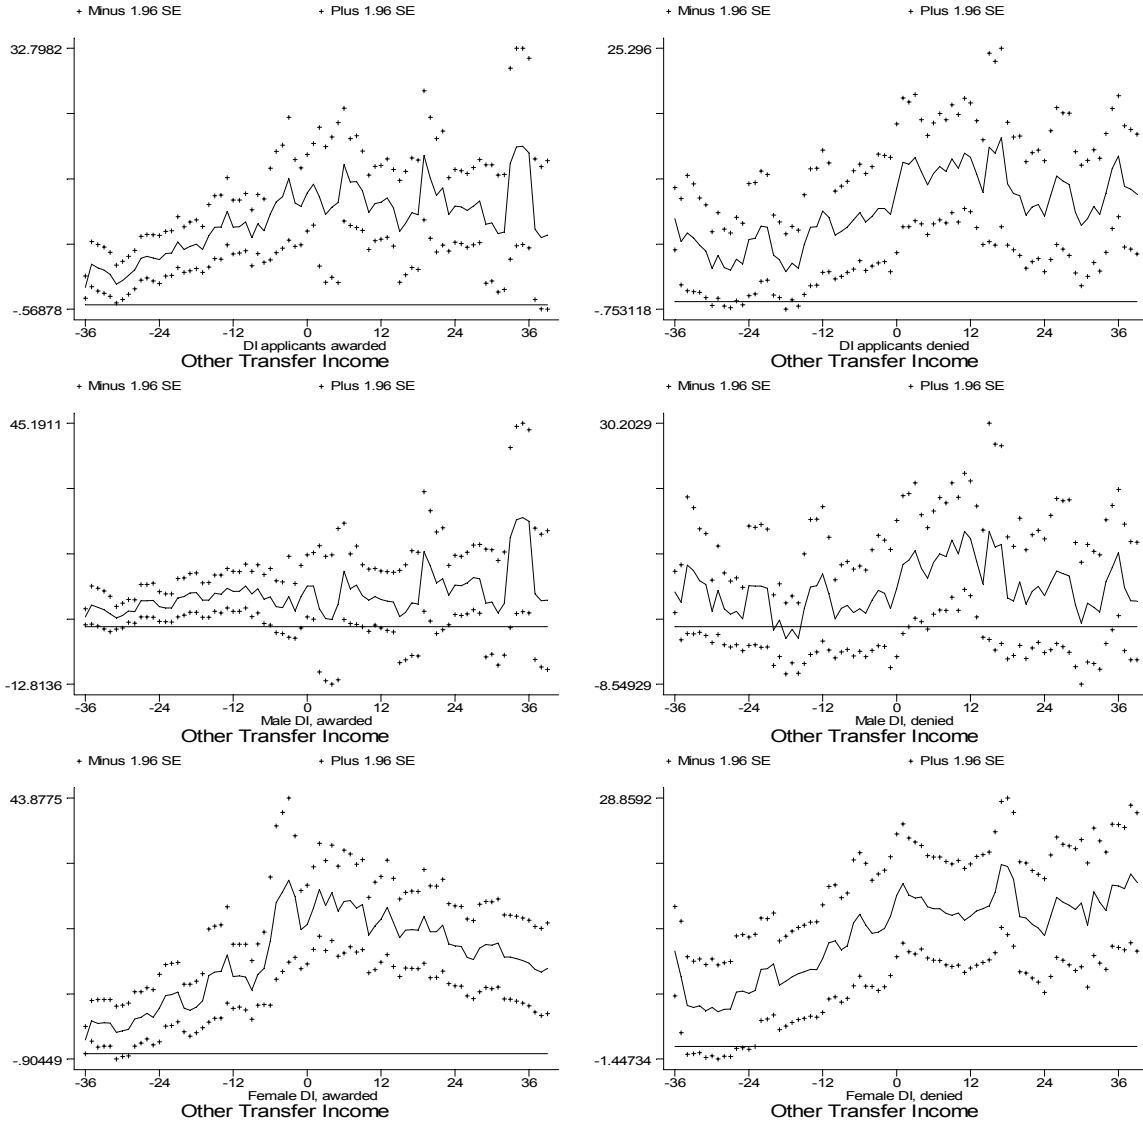 + Minus 1.96 SE + Plus 1.96 SE
32.7982
-.56878
-36 -24 -12 0 12 24 36
DI applicants awarded
Other Transfer Income
+ Minus 1.96 SE + Plus 1.96 SE
25.296
-.753118
-36 -24 -12 0 12 24 36
DI applicants denied
Other Transfer Income
+ Minus 1.96 SE + Plus 1.96 SE
45.1911
-12.8136
-36 -24 -12 0 12 24 36
Male DI, awarded
Other Transfer Income
+ Minus 1.96 SE + Plus 1.96 SE
30.2029
-8.54929
-36 -24 -12 0 12 24 36
Male DI, denied
Other Transfer Income
+ Minus 1.96 SE + Plus 1.96 SE
43.8775
-.90449
-36 -24 -12 0 12 24 36
Female DI, awarded
Other Transfer Income
+ Minus 1.96 SE + Plus 1.96 SE
28.8592
-1.44734
-36 -24 -12 0 12 24 36
Female DI, denied
Other Transfer Income